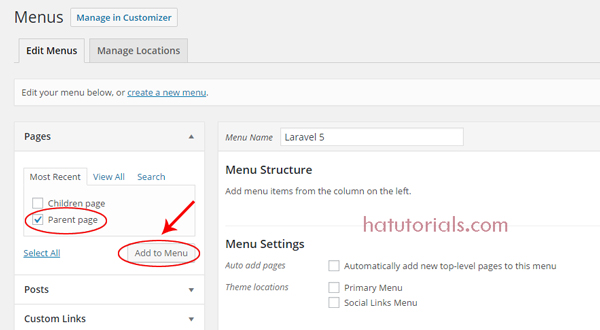 Menus Manage in Customizer
Edit Menus Manage Locations
Edit your menu below, or create a new menu.
Pages
Most Recent View All Search
Children page
Parent page
Select All Add to Menu
Posts
Custom Links
Menu Name Laravel 5
Menu Structure
Add menu items from the column on the left.
hctutorials.com
Menu Settings
Auto add pages Automatically add new top-level pages to this menu
Theme locations Primary Menu
Social Links Menu